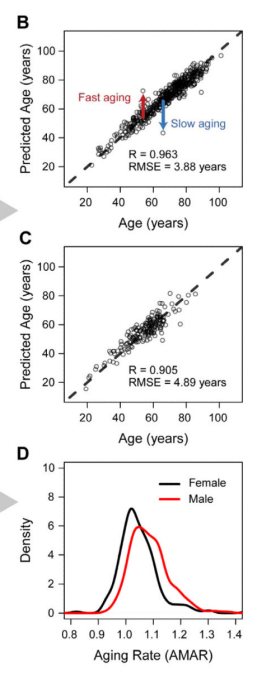 B
Predicted Age (years)
100
80
60
40
20
Fast aging
Slow aging
R = 0.963
RMSE = 3.88 years
20 40 60 80 100
Age (years)
C
Predicted Age (years)
100
80
60
40
20
R = 0.905
RMSE = 4.89 years
20 40 60 80 100
Age (years)
D
Density
10
8
6
4
2
0
Female
Male
0.8 0.9 1.0 1.1 1.2 1.3 1.4
Aging Rate (AMAR)